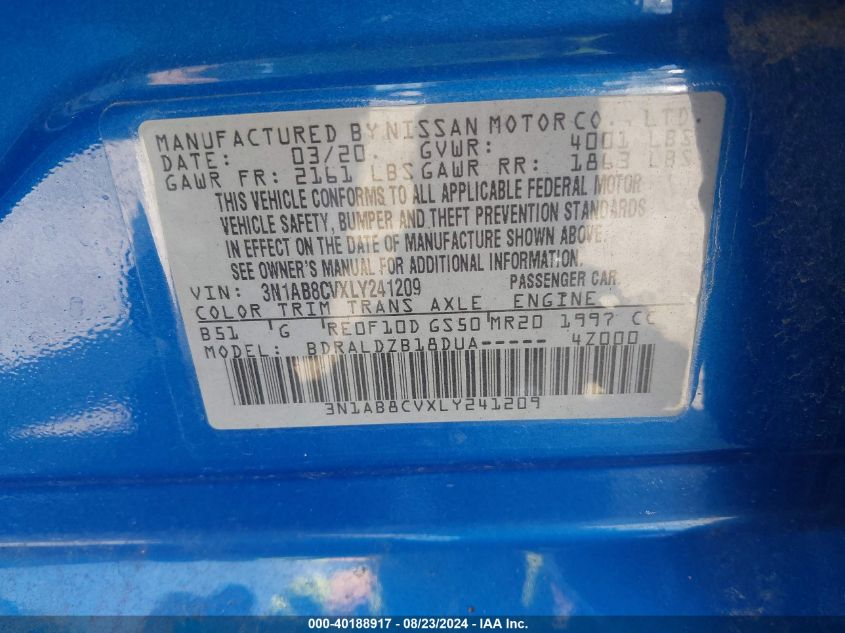 MANUFACTURED BY NISSAN MOTOR CO., LTD.
DATE: 03/20 GVWR: 4001 LBS
GAWR FR: 2161 LBS GAWR RR: 1863 LBS
THIS VEHICLE CONFORMS TO ALL APPLICABLE FEDERAL MOTOR
VEHICLE SAFETY, BUMPER AND THEFT PREVENTION STANDARDS
IN EFFECT ON THE DATE OF MANUFACTURE SHOWN ABOVE
SEE OWNER'S MANUAL FOR ADDITIONAL INFORMATION.
VIN: 3N1AB8CVXLY241209 PASSENGER CAR
COLOR TRIM TRANS AXLE ENGINE
B51 G RE0F10D GS50 MR20 1997 CC
MODEL: BDRALDZB18DUA----- 4Z000
3N1AB8CVXLY241209
000-40188917 - 08/23/2024 - IAA Inc.